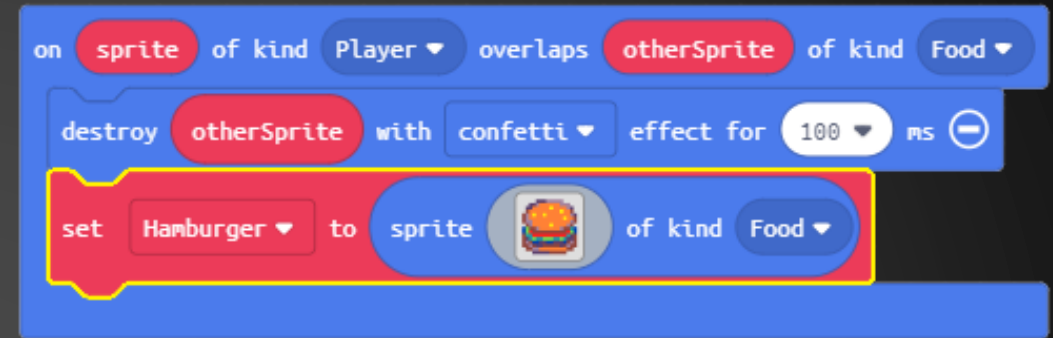 on sprite of kind Player overlaps otherSprite of kind Food
destroy otherSprite with confetti effect for 100 ms
set Hamburger to sprite of kind Food